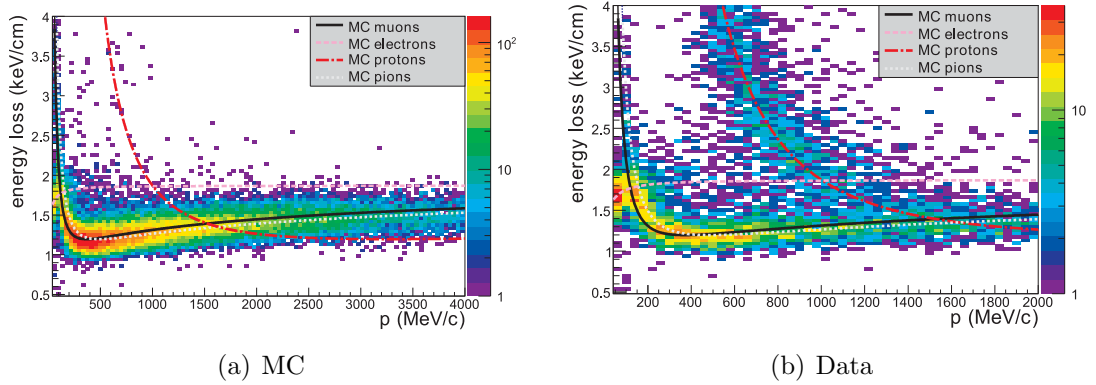 energy loss (keV/cm)
4
3.5
3
2.5
2
1.5
1
0.5
500 1000 1500 2000 2500 3000 3500 4000
p (MeV/c)
MC muons
MC electrons
MC protons
MC pions
10²
10
1
(a) MC
energy loss (keV/cm)
4
3.5
3
2.5
2
1.5
1
0.5
200 400 600 800 1000 1200 1400 1600 1800 2000
p (MeV/c)
MC muons
MC electrons
MC protons
MC pions
10
1
(b) Data